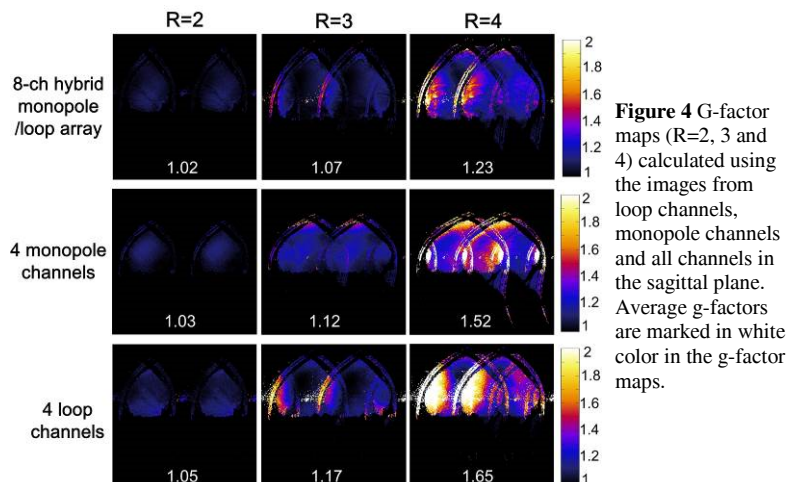 R=2 R=3 R=4
8-ch hybrid
monopole
/loop array
1.02 1.07 1.23
2
1.8
1.6
1.4
1.2
1
4 monopole
channels
1.03 1.12 1.52
2
1.8
1.6
1.4
1.2
1
4 loop
channels
1.05 1.17 1.65
2
1.8
1.6
1.4
1.2
1
Figure 4 G-factor
maps (R=2, 3 and
4) calculated using
the images from
loop channels,
monopole channels
and all channels in
the sagittal plane.
Average g-factors
are marked in white
color in the g-factor
maps.